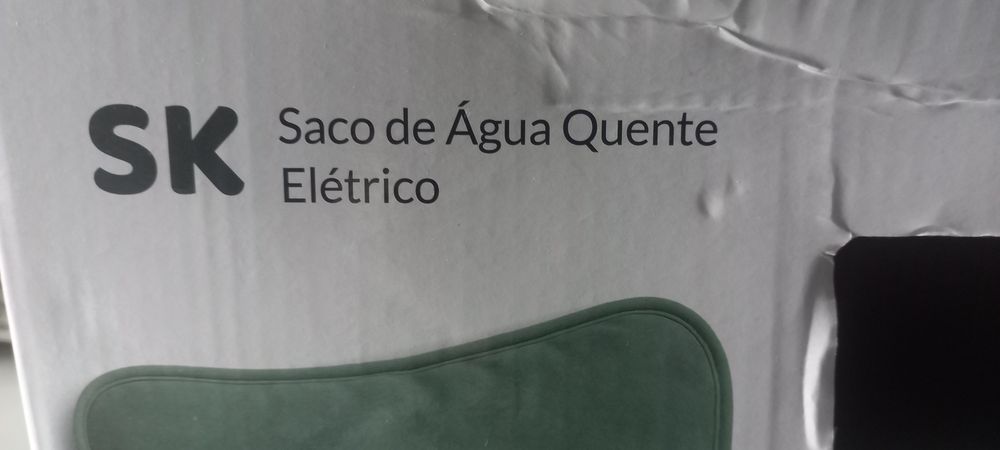 SK
Saco de Água Quente
Elétrico